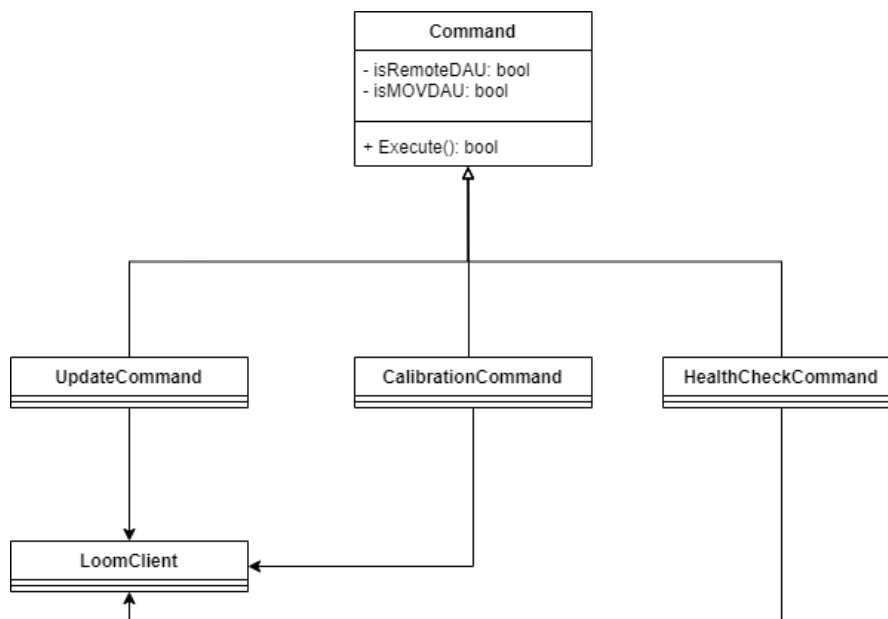 Command
- isRemoteDAU: bool
- isMOVDAU: bool
+ Execute(): bool
UpdateCommand
CalibrationCommand
HealthCheckCommand
LoomClient